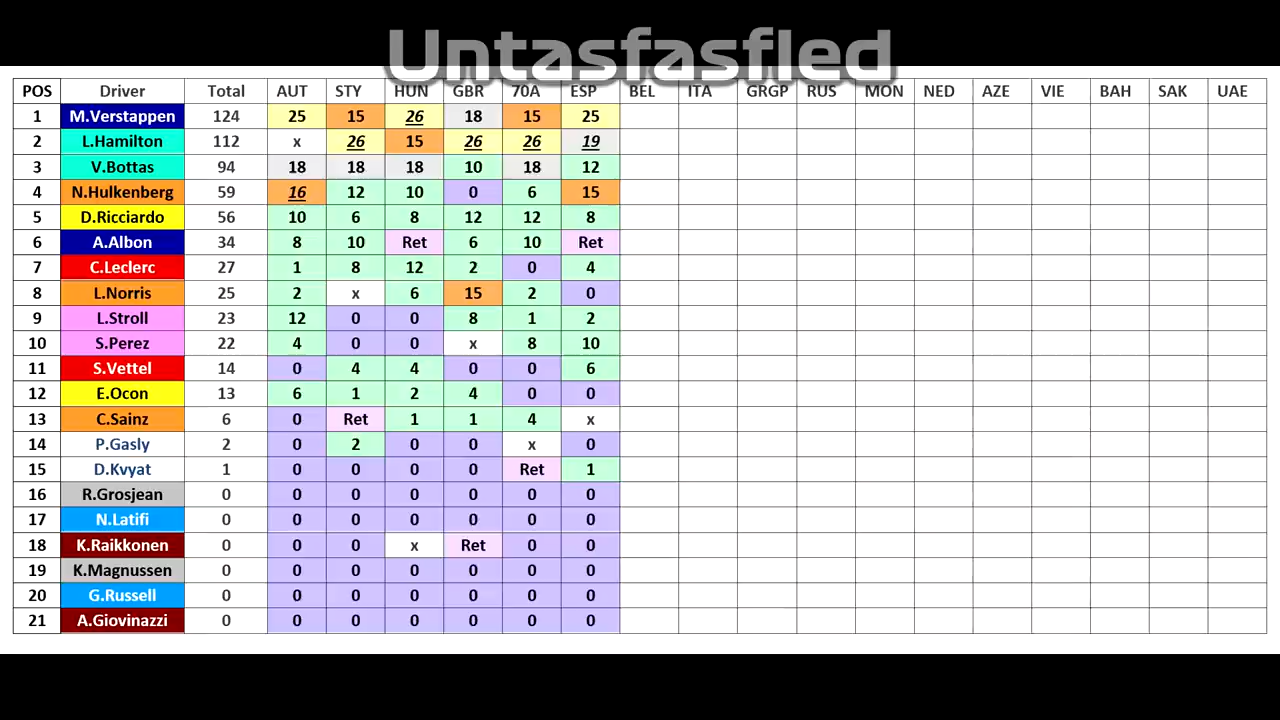 Untasfasfled
POS Driver Total AUT STY HUN GBR 70A ESP BEL ITA GRGP RUS MON NED AZE VIE BAH SAK UAE
1 M.Verstappen 124 25 15 26 18 15 25
2 L.Hamilton 112 x 26 15 26 26 19
3 V.Bottas 94 18 18 18 10 18 12
4 N.Hulkenberg 59 16 12 10 0 6 15
5 D.Ricciardo 56 10 6 8 12 12 8
6 A.Albon 34 8 10 Ret 6 10 Ret
7 C.Leclerc 27 1 8 12 2 0 4
8 L.Norris 25 2 x 6 15 2 0
9 L.Stroll 23 12 0 0 8 1 2
10 S.Perez 22 4 0 0 x 8 10
11 S.Vettel 14 0 4 4 0 0 6
12 E.Ocon 13 6 1 2 4 0 0
13 C.Sainz 6 0 Ret 1 1 4 x
14 P.Gasly 2 0 2 0 0 x 0
15 D.Kvyat 1 0 0 0 0 Ret 1
16 R.Grosjean 0 0 0 0 0 0 0
17 N.Latifi 0 0 0 0 0 0 0
18 K.Raikkonen 0 0 0 x Ret 0 0
19 K.Magnussen 0 0 0 0 0 0 0
20 G.Russell 0 0 0 0 0 0 0
21 A.Giovinazzi 0 0 0 0 0 0 0